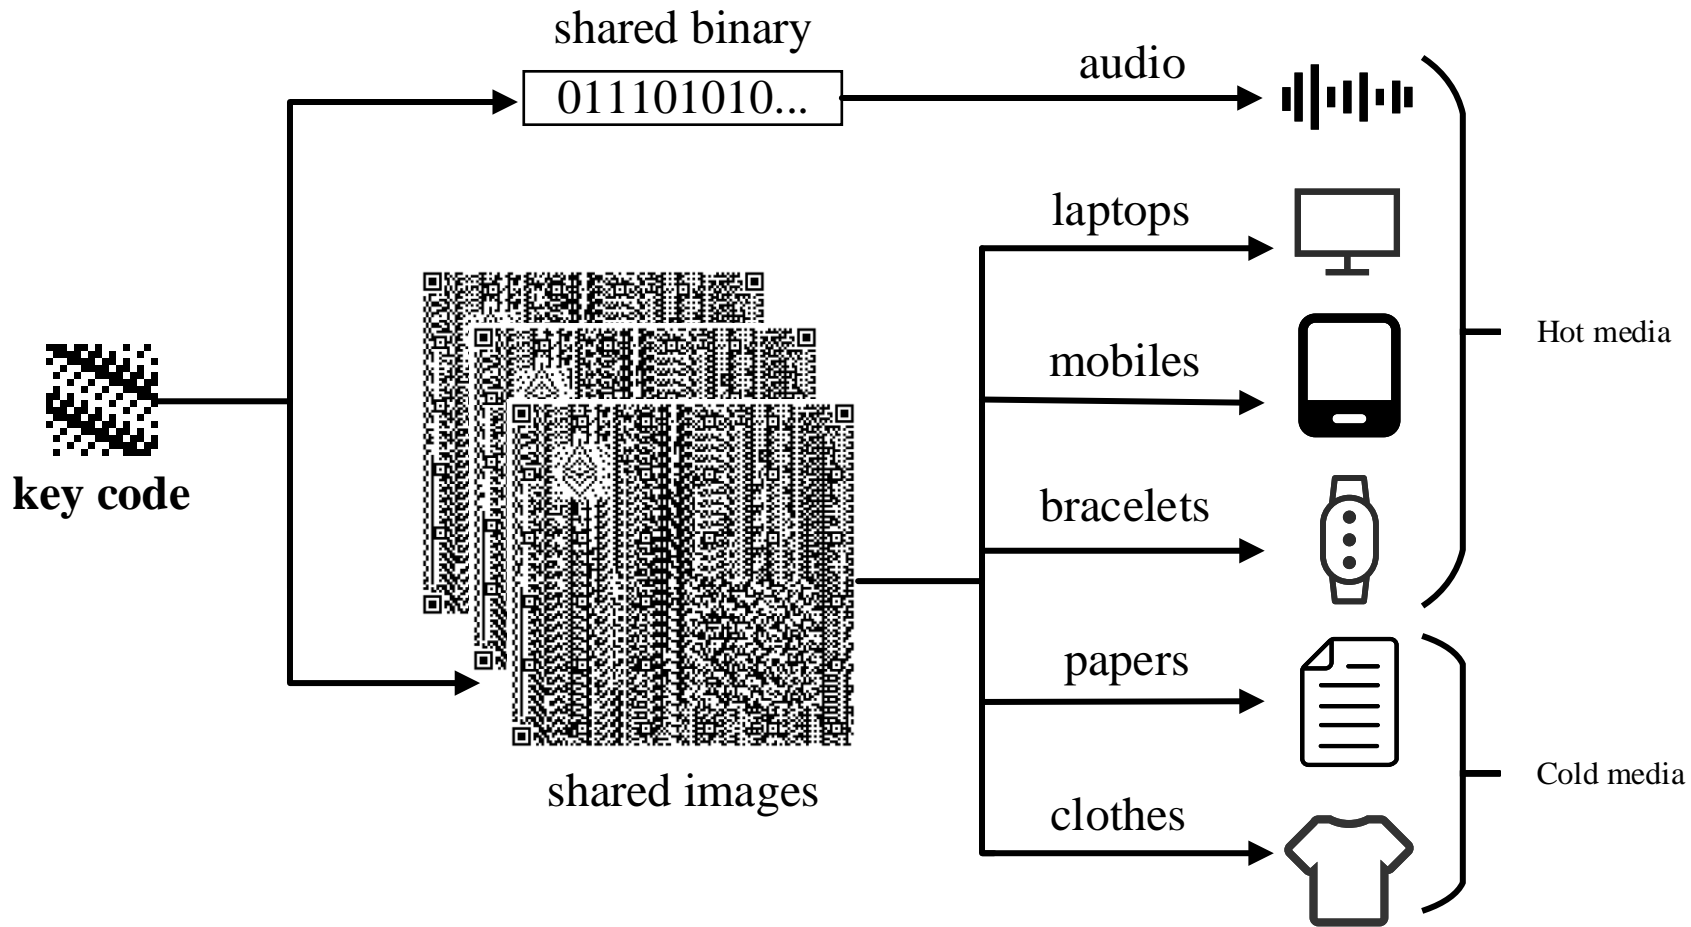 shared binary
011101010...
audio
laptops
mobiles
Hot media
key code
bracelets
papers
shared images
Cold media
clothes